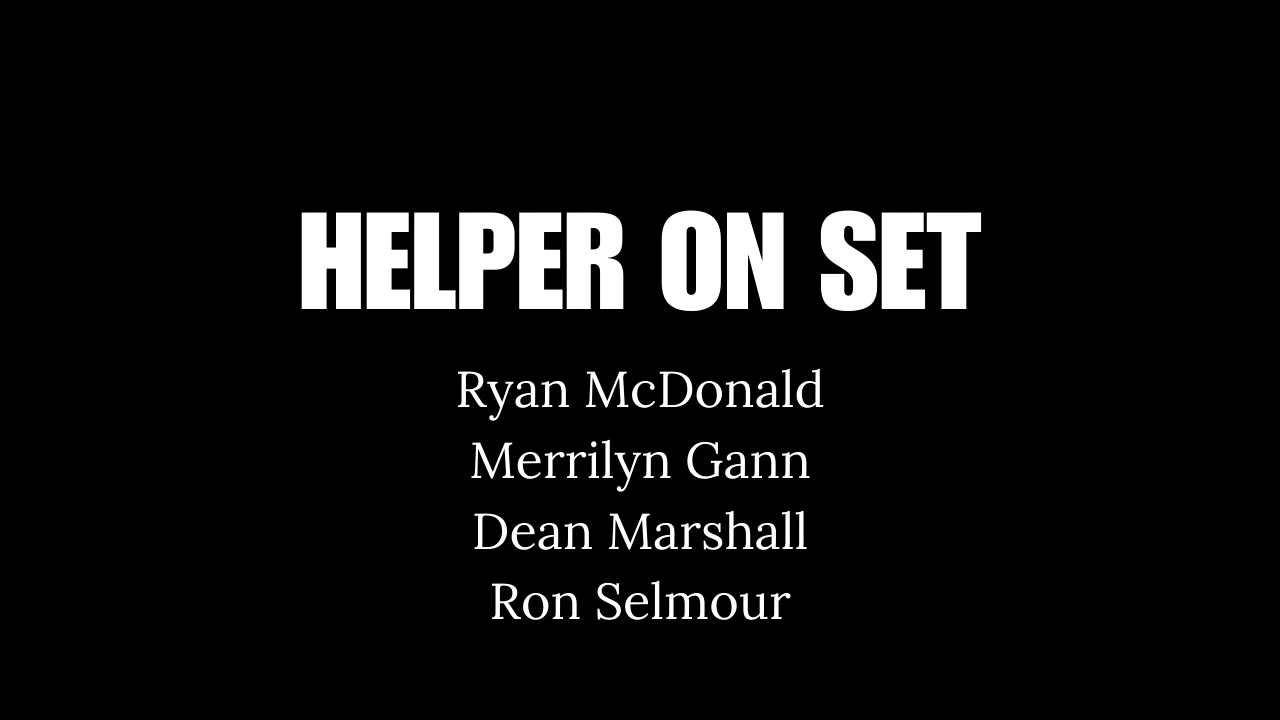 HELPER ON SET
Ryan McDonald
Merrilyn Gann
Dean Marshall
Ron Selmour